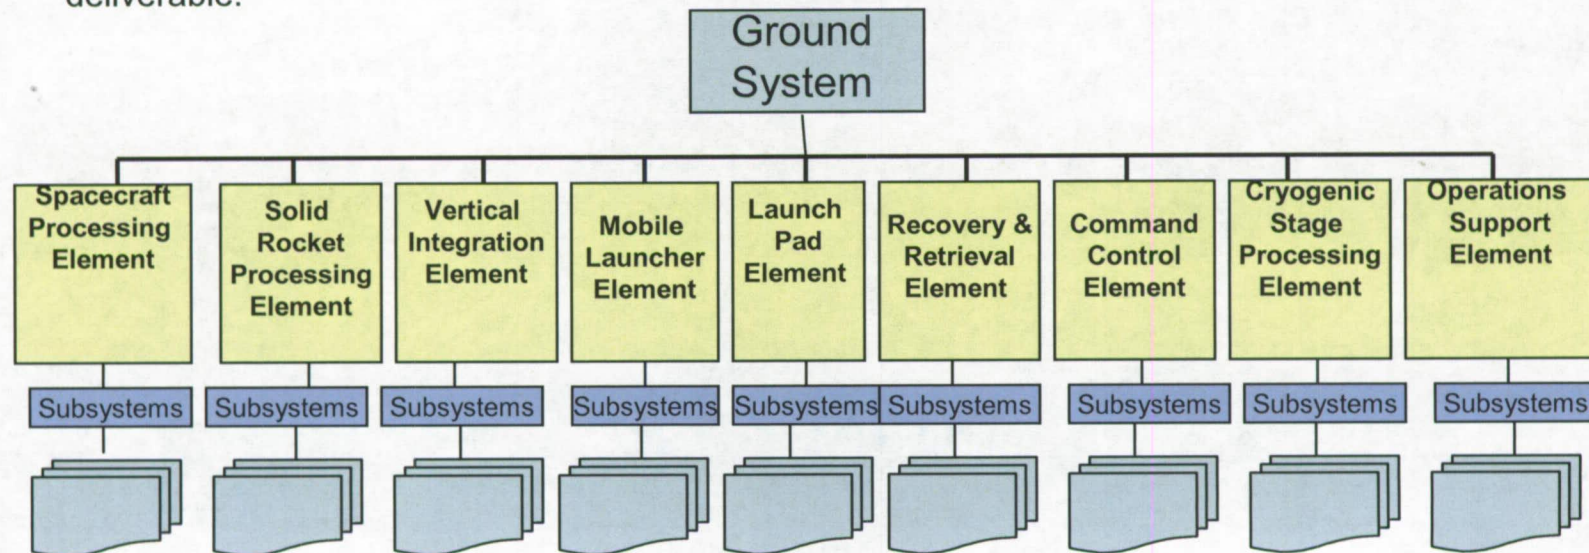 deliverable.
Ground
System
Spacecraft
Processing
Element
Solid
Rocket
Processing
Element
Vertical
Integration
Element
Mobile
Launcher
Element
Launch
Pad
Element
Recovery &
Retrieval
Element
Command
Control
Element
Cryogenic
Stage
Processing
Element
Operations
Support
Element
Subsystems
Subsystems
Subsystems
Subsystems
Subsystems
Subsystems
Subsystems
Subsystems
Subsystems